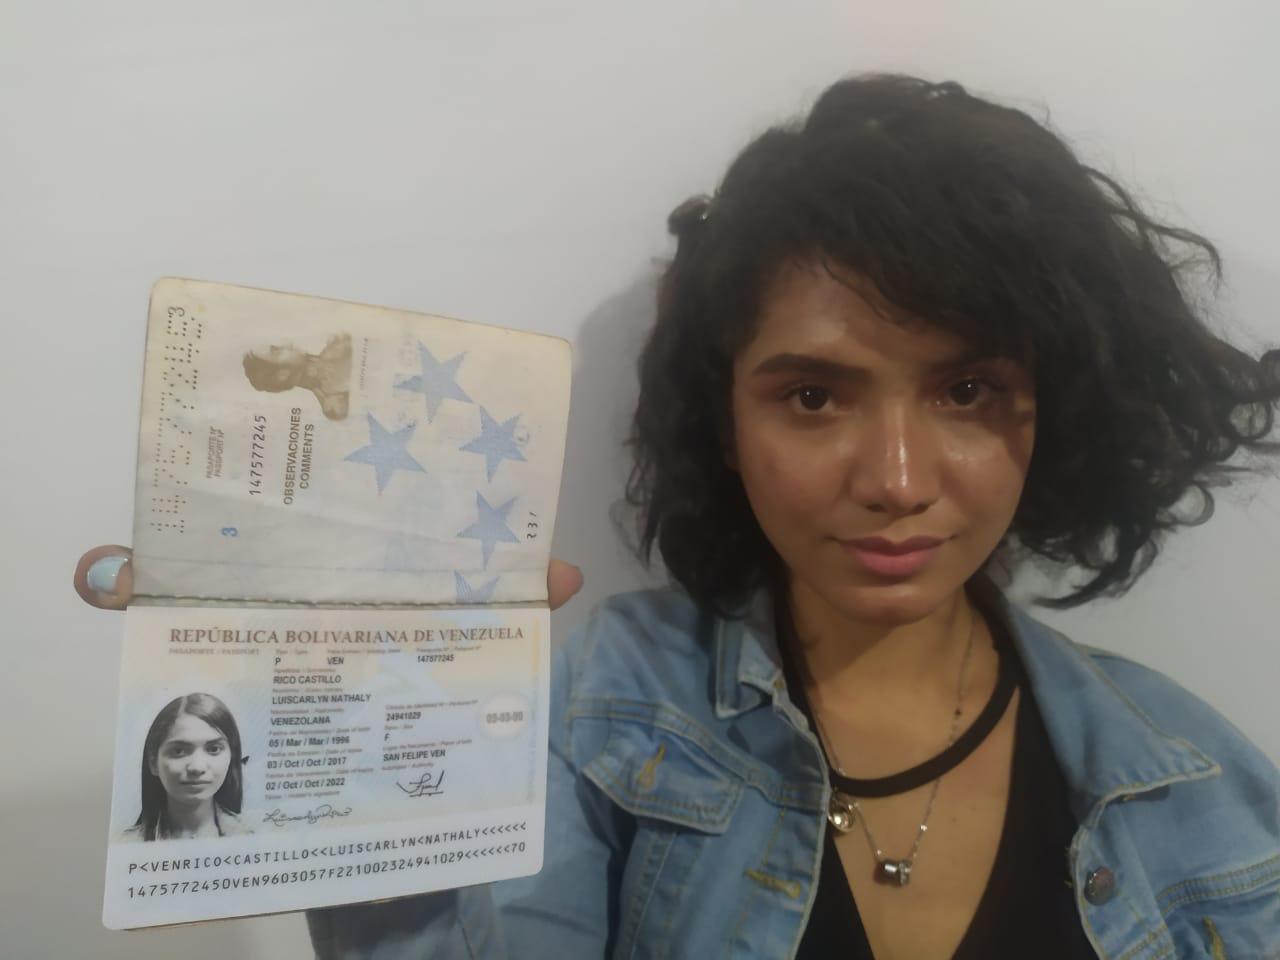 PASAPORTE Nº
PASSPORT Nº
147577245
OBSERVACIONES
COMMENTS
3
REPÚBLICA BOLIVARIANA DE VENEZUELA
PASAPORTE / PASSPORT
P VEN 147577245
RICO CASTILLO
LUISCARLYN NATHALY
VENEZOLANA 24941029
05 / Mar / Mar / 1996 F
03 / Oct / Oct / 2017 SAN FELIPE VEN
02 / Oct / Oct / 2022
P<VENRICO<CASTILLO<<LUISCARLYN<NATHALY<<<<<<
1475772450VEN9603057F221002324941029<<<<<<70